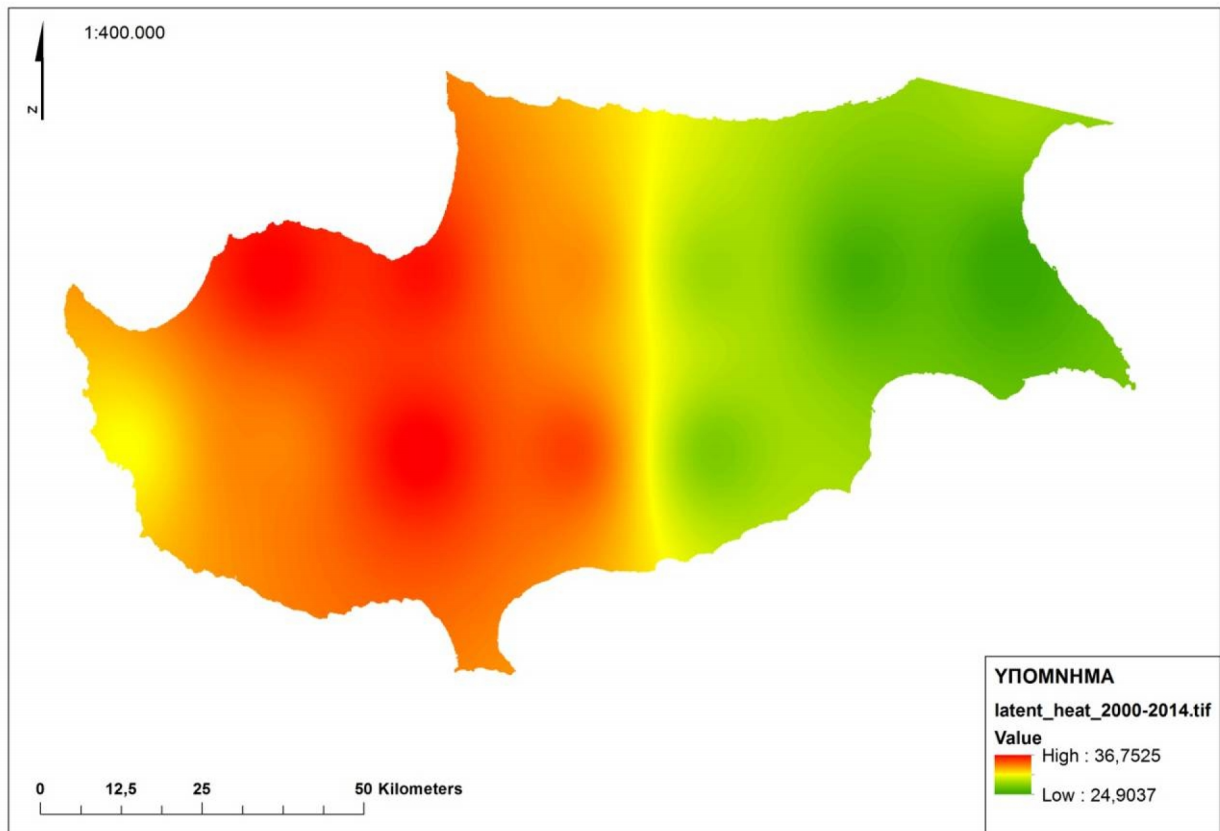 1:400.000
N
ΥΠΟΜΝΗΜΑ
latent_heat_2000-2014.tif
Value
High : 36,7525
Low : 24,9037
0 12,5 25 50 Kilometers